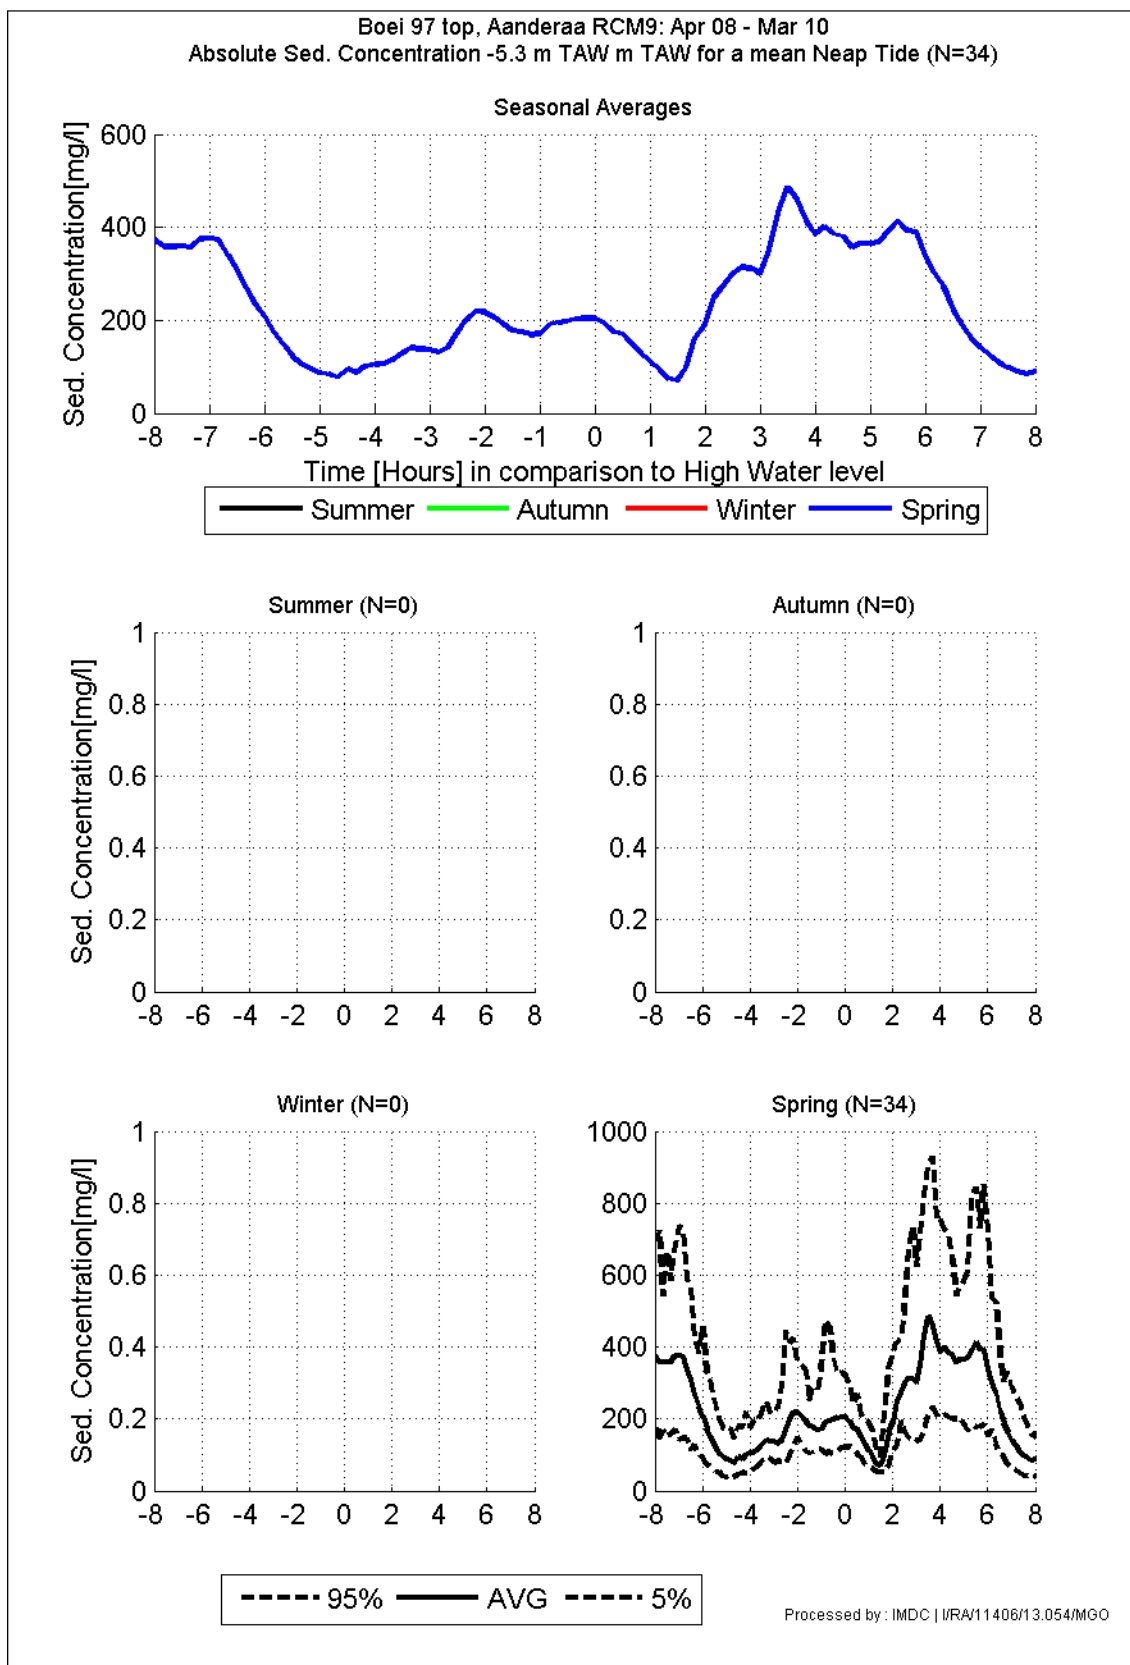 Boei 97 top, Aanderaa RCM9: Apr 08 - Mar 10
Absolute Sed. Concentration -5.3 m TAW m TAW for a mean Neap Tide (N=34)
Seasonal Averages
Sed. Concentration[mg/l]
600
400
200
0
-8 -7 -6 -5 -4 -3 -2 -1 0 1 2 3 4 5 6 7 8
Time [Hours] in comparison to High Water level
Summer Autumn Winter Spring
Summer (N=0)
Sed. Concentration[mg/l]
1
0.8
0.6
0.4
0.2
0
-8 -6 -4 -2 0 2 4 6 8
Autumn (N=0)
1
0.8
0.6
0.4
0.2
0
-8 -6 -4 -2 0 2 4 6 8
Winter (N=0)
Sed. Concentration[mg/l]
1
0.8
0.6
0.4
0.2
0
-8 -6 -4 -2 0 2 4 6 8
Spring (N=34)
1000
800
600
400
200
0
-8 -6 -4 -2 0 2 4 6 8
95% AVG 5%
Processed by : IMDC | I/RA/11406/13.054/MGO